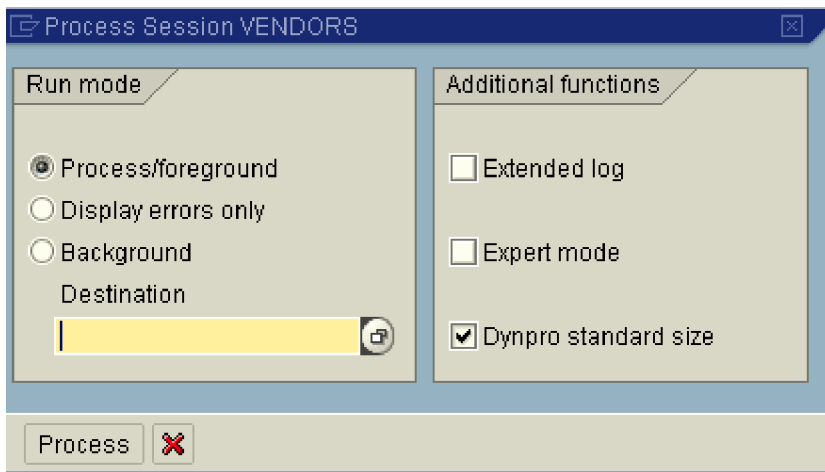 Process Session VENDORS
Run mode
Process/foreground
Display errors only
Background
Destination
Additional functions
Extended log
Expert mode
Dynpro standard size
Process